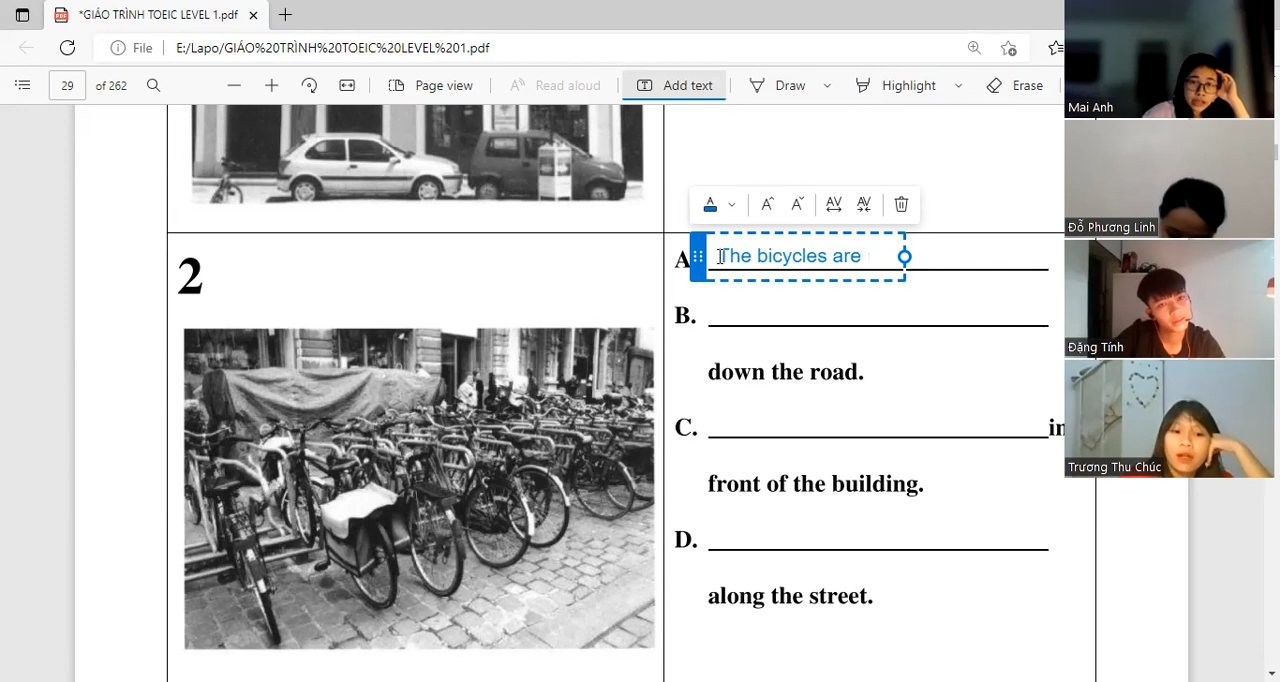 *GIÁO TRÌNH TOEIC LEVEL 1.pdf
File E:/Lapo/GIÁO%20TRÌNH%20TOEIC%20LEVEL%201.pdf
29 of 262 Page view Read aloud Add text Draw Highlight Erase
Mai Anh
Đỗ Phương Linh
Đặng Tính
Trương Thu Chúc
2
A The bicycles are
B.
down the road.
C. in
front of the building.
D.
along the street.